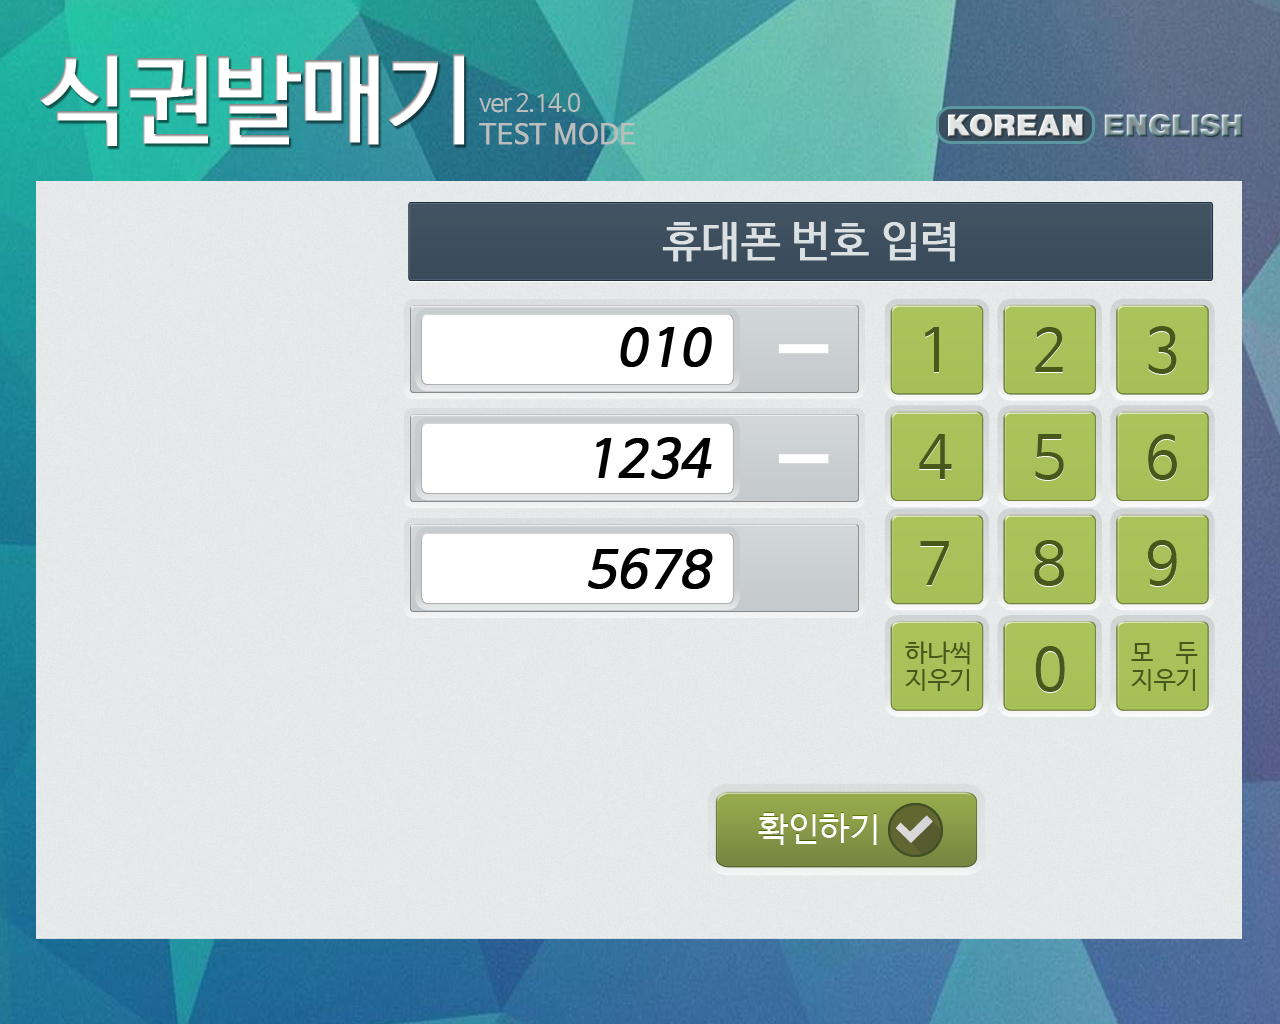 식권발매기 ver 2.14.0
TEST MODE
KOREAN ENGLISH
휴대폰 번호 입력
010 —
1234 —
5678
1 2 3
4 5 6
7 8 9
하나씩 지우기 0 모 두 지우기
확인하기